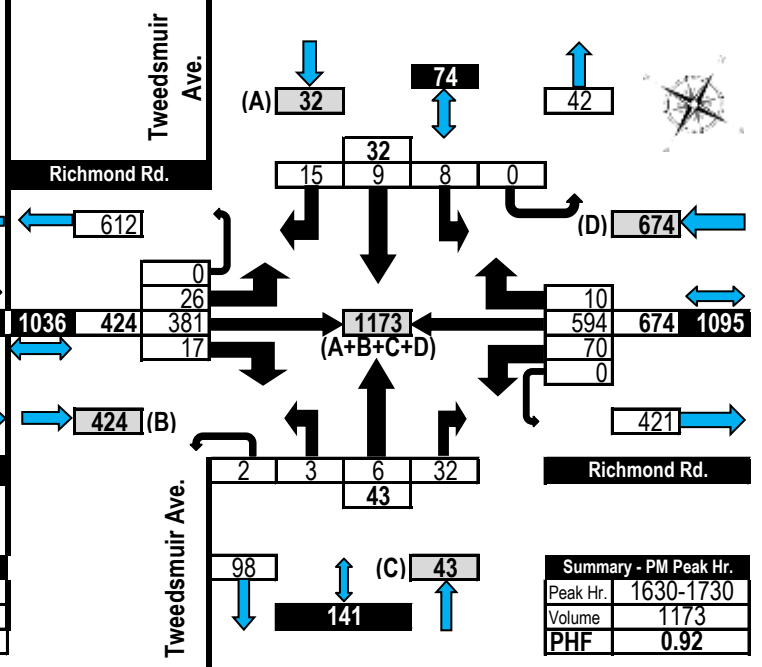 Tweedsmuir
Ave.
(A) 32
74
42
32
Richmond Rd.
15 9 8 0
612
(D) 674
0
26
10
1036 424 381
1173
594 674 1095
(A+B+C+D)
17
70
0
424 (B)
421
2 3 6 32
Richmond Rd.
43
Tweedsmuir Ave.
98
(C) 43
141
Summary - PM Peak Hr.
Peak Hr. 1630-1730
Volume 1173
PHF 0.92